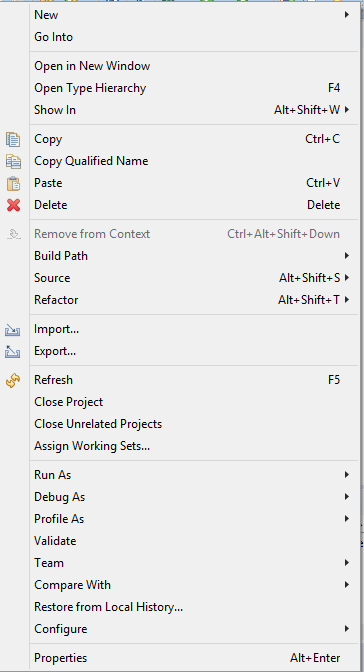 New
Go Into
Open in New Window
Open Type Hierarchy F4
Show In Alt+Shift+W
Copy Ctrl+C
Copy Qualified Name
Paste Ctrl+V
Delete Delete
Remove from Context Ctrl+Alt+Shift+Down
Build Path
Source Alt+Shift+S
Refactor Alt+Shift+T
Import...
Export...
Refresh F5
Close Project
Close Unrelated Projects
Assign Working Sets...
Run As
Debug As
Profile As
Validate
Team
Compare With
Restore from Local History...
Configure
Properties Alt+Enter